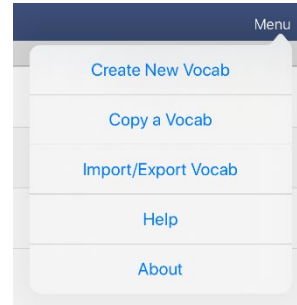 Menu
Create New Vocab
Copy a Vocab
Import/Export Vocab
Help
About